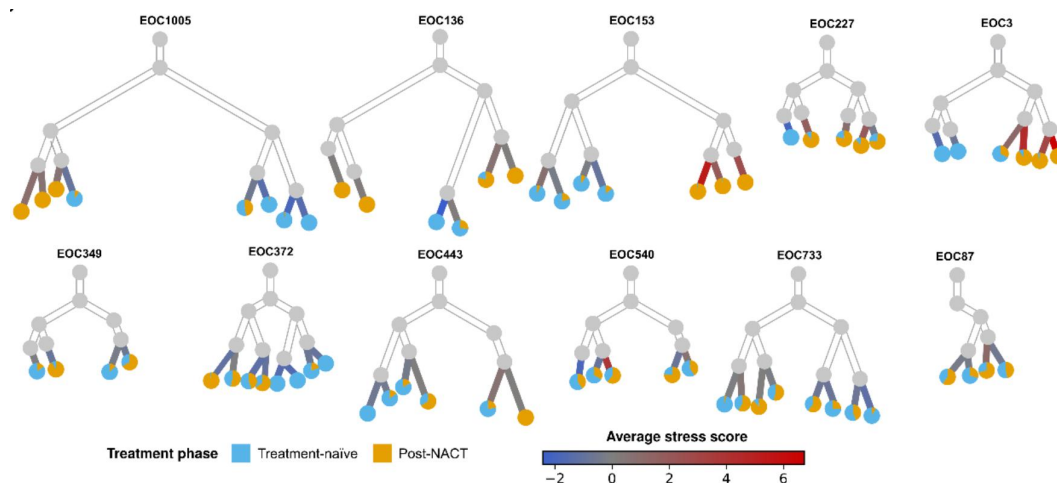 EOC1005
EOC136
EOC153
EOC227
EOC3
EOC349
EOC372
EOC443
EOC540
EOC733
EOC87
Treatment phase Treatment-naïve Post-NACT
Average stress score
−2 0 2 4 6